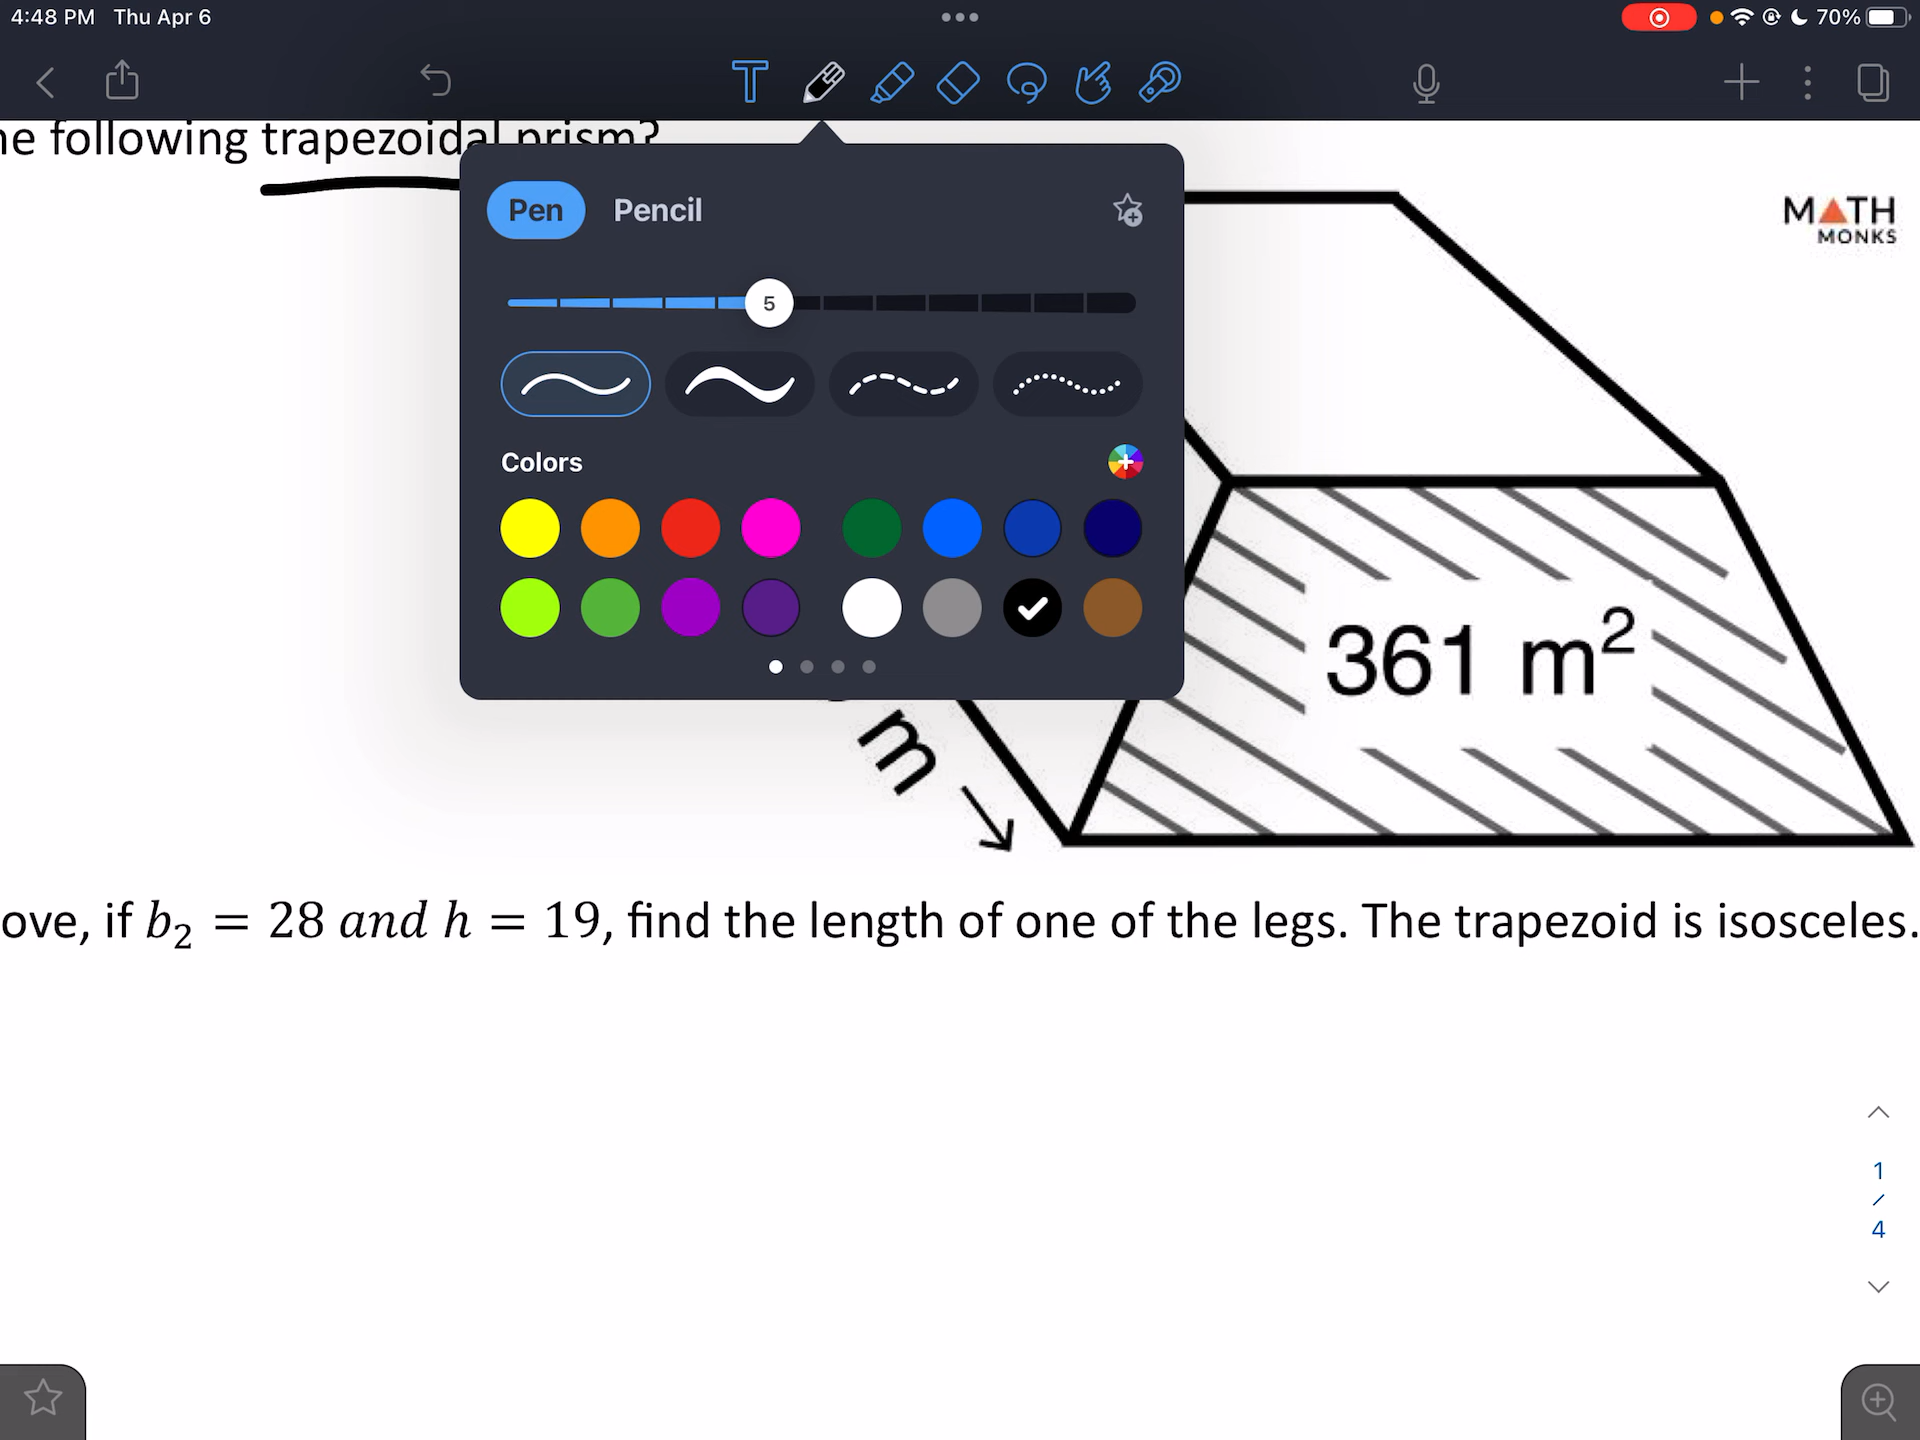 4:48 PM Thu Apr 6
70%
T
he following trapezoidal prism?
Pen Pencil
MATH
MONKS
5
Colors
361 m²
m
ove, if b₂ = 28 and h = 19, find the length of one of the legs. The trapezoid is isosceles.
1
/
4